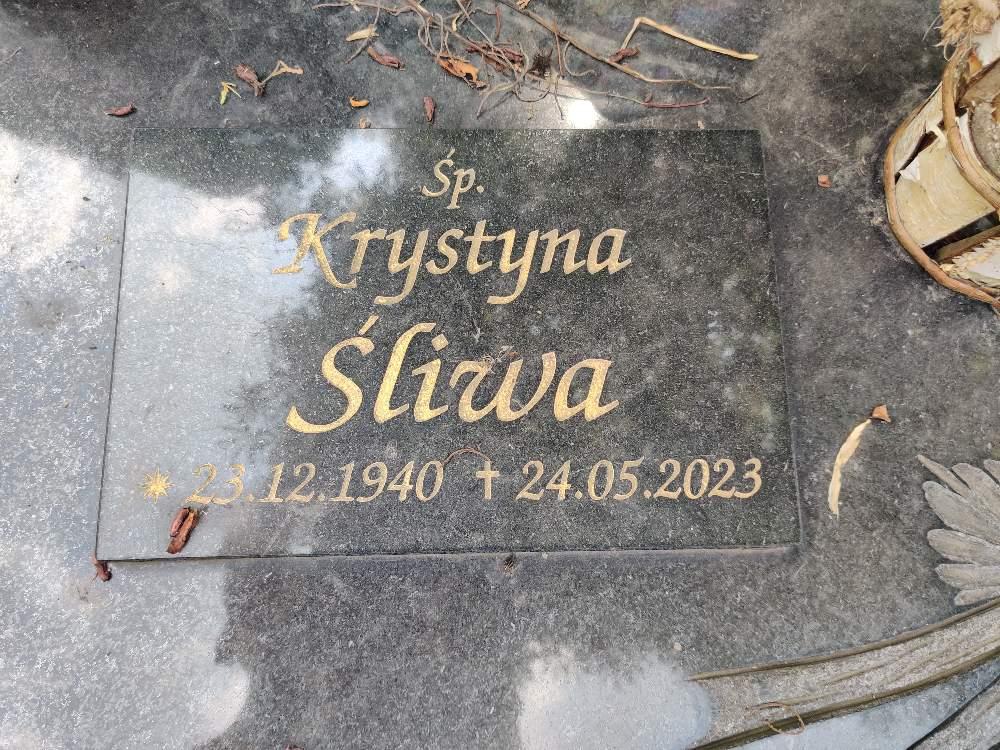 Śp.
Krystyna
Śliwa
23.12.1940 † 24.05.2023